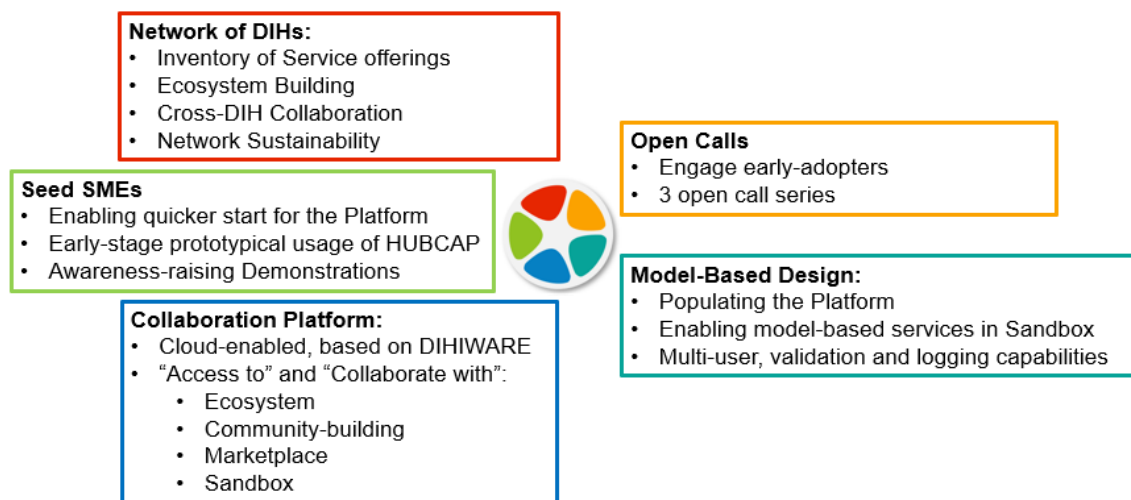 Network of DIHs:
• Inventory of Service offerings
• Ecosystem Building
• Cross-DIH Collaboration
• Network Sustainability
Open Calls
• Engage early-adopters
• 3 open call series
Seed SMEs
• Enabling quicker start for the Platform
• Early-stage prototypical usage of HUBCAP
• Awareness-raising Demonstrations
Model-Based Design:
• Populating the Platform
• Enabling model-based services in Sandbox
• Multi-user, validation and logging capabilities
Collaboration Platform:
• Cloud-enabled, based on DIHIWARE
• “Access to” and “Collaborate with”:
• Ecosystem
• Community-building
• Marketplace
• Sandbox